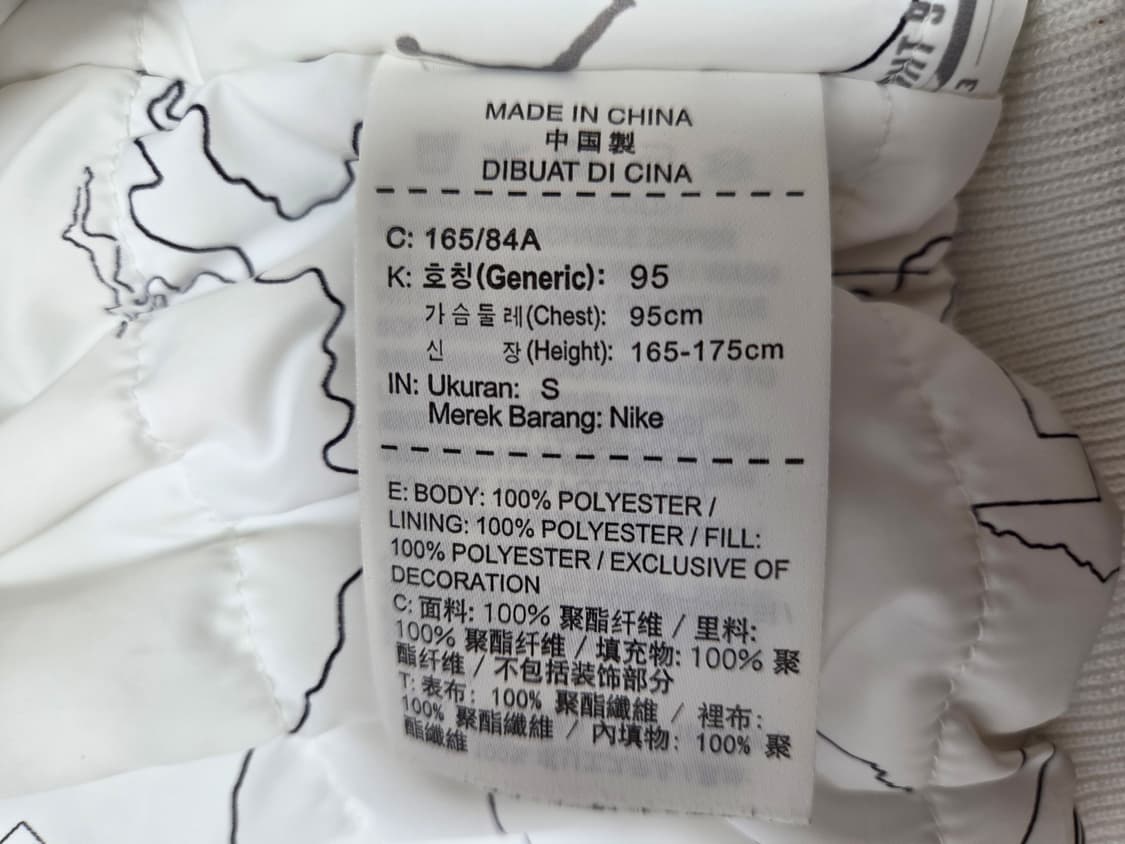 MADE IN CHINA
中国製
DIBUAT DI CINA
C: 165/84A
K: 호칭(Generic): 95
가슴둘레(Chest): 95cm
신 장(Height): 165-175cm
IN: Ukuran: S
Merek Barang: Nike
E: BODY: 100% POLYESTER /
LINING: 100% POLYESTER / FILL:
100% POLYESTER / EXCLUSIVE OF
DECORATION
C: 面料: 100% 聚酯纤维 / 里料:
100% 聚酯纤维 / 填充物: 100% 聚
酯纤维 / 不包括装饰部分
T: 表布: 100% 聚酯纖維 / 裡布:
100% 聚酯纖維 / 內填物: 100% 聚
酯纖維